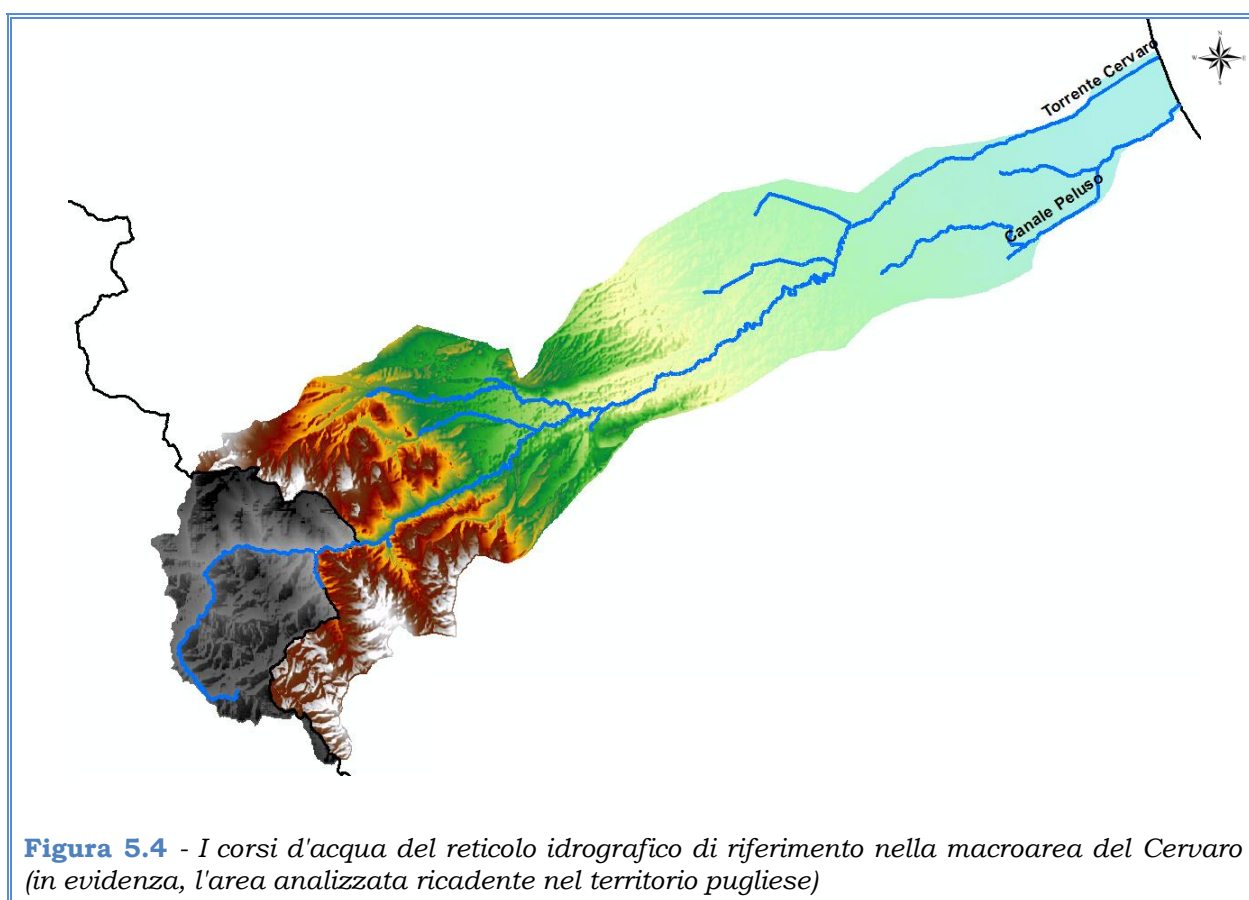 N
W E
S
Torrente Cervaro
Canale Peluso
Figura 5.4 - I corsi d'acqua del reticolo idrografico di riferimento nella macroarea del Cervaro
(in evidenza, l'area analizzata ricadente nel territorio pugliese)